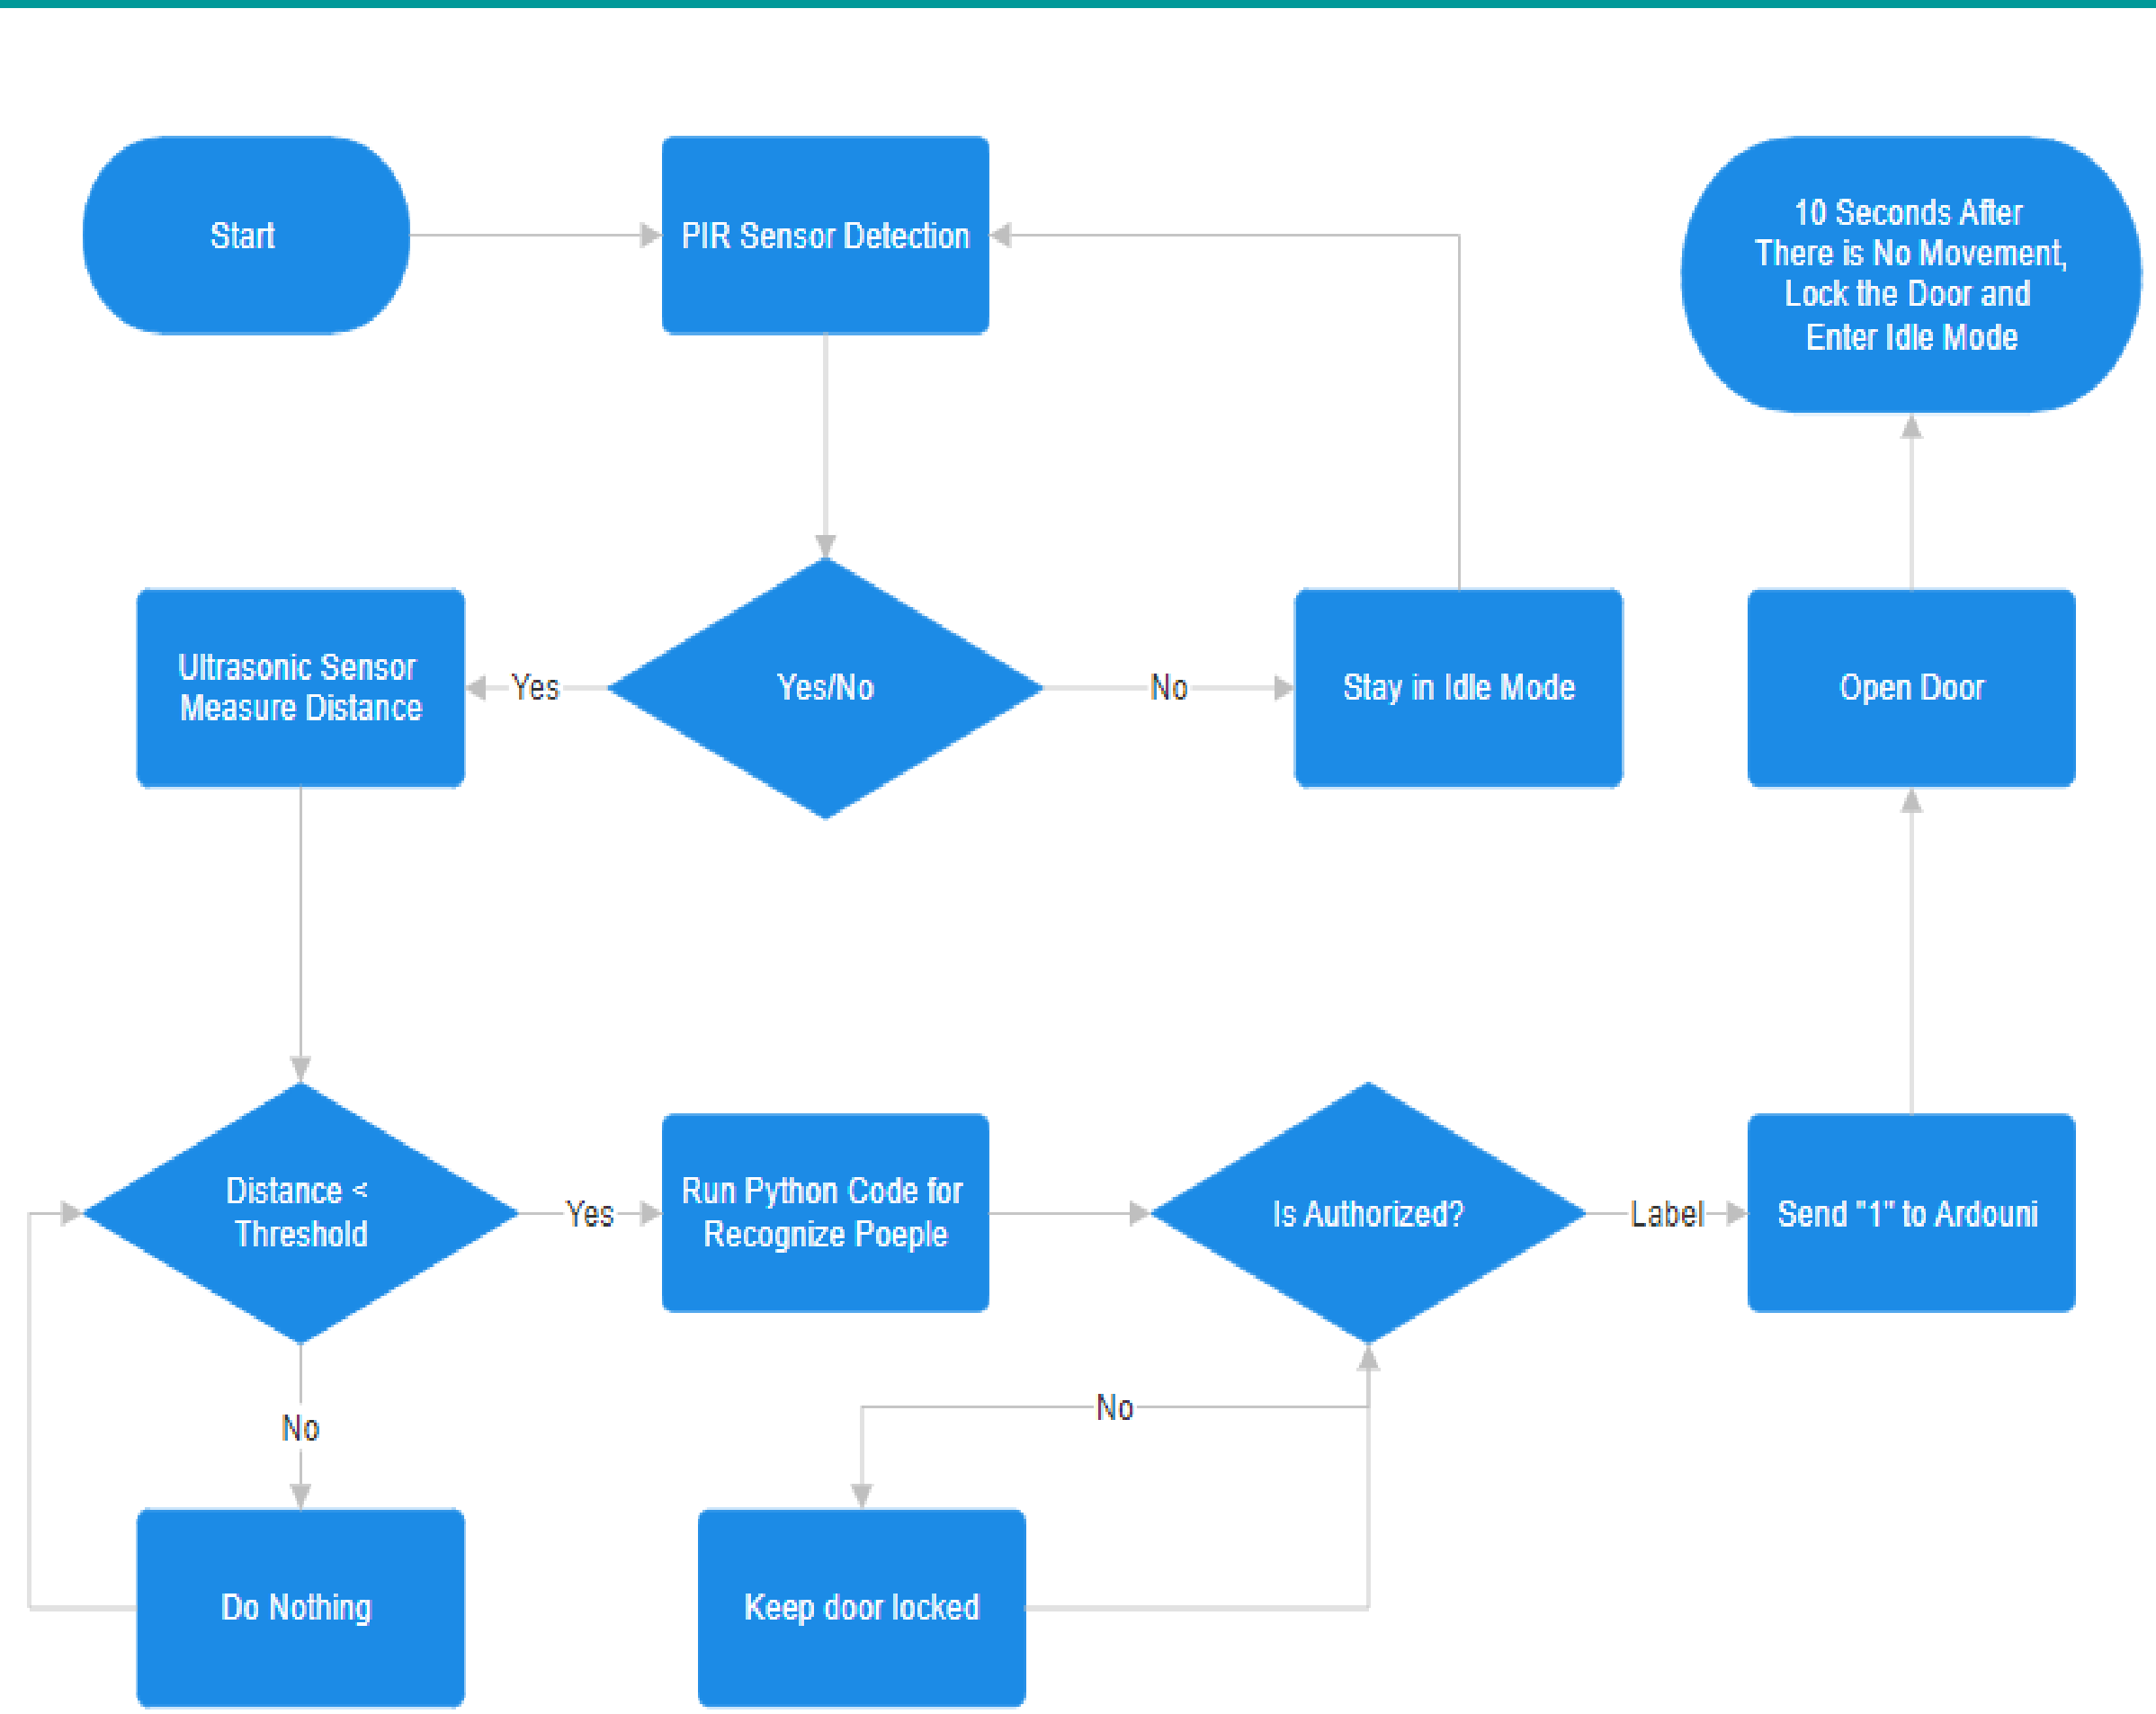 Start
PIR Sensor Detection
10 Seconds After
There is No Movement,
Lock the Door and
Enter Idle Mode
Ultrasonic Sensor
Measure Distance
Yes
Yes/No
No
Stay in Idle Mode
Open Door
Distance <
Threshold
Yes
Run Python Code for
Recognize Poeple
Is Authorized?
Label
Send "1" to Ardouni
No
No
Do Nothing
Keep door locked